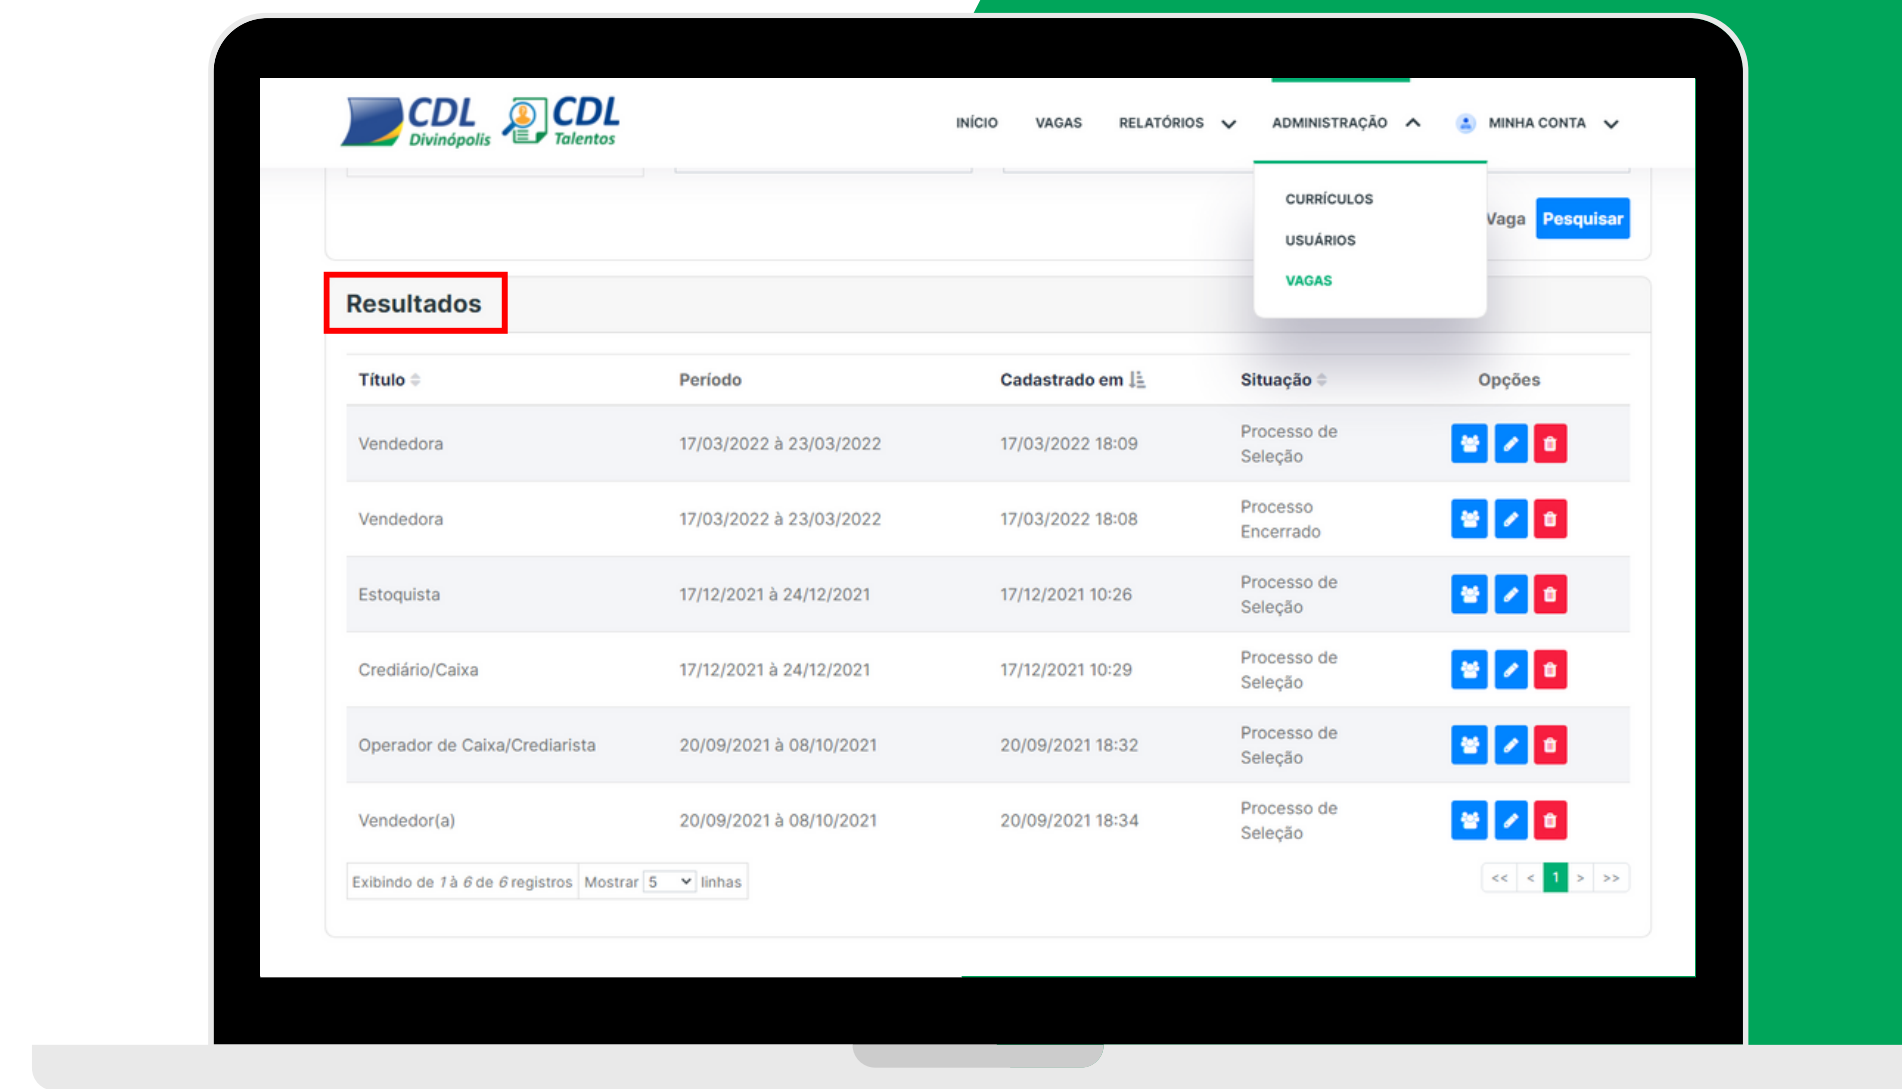 CDL
Divinópolis
CDL
Talentos
INÍCIO VAGAS RELATÓRIOS ADMINISTRAÇÃO MINHA CONTA
CURRÍCULOS
USUÁRIOS
VAGAS
Vaga Pesquisar
Resultados
Título Período Cadastrado em Situação Opções
Vendedora 17/03/2022 à 23/03/2022 17/03/2022 18:09 Processo de
Seleção
Vendedora 17/03/2022 à 23/03/2022 17/03/2022 18:08 Processo
Encerrado
Estoquista 17/12/2021 à 24/12/2021 17/12/2021 10:26 Processo de
Seleção
Crediário/Caixa 17/12/2021 à 24/12/2021 17/12/2021 10:29 Processo de
Seleção
Operador de Caixa/Crediarista 20/09/2021 à 08/10/2021 20/09/2021 18:32 Processo de
Seleção
Vendedor(a) 20/09/2021 à 08/10/2021 20/09/2021 18:34 Processo de
Seleção
Exibindo de 1 à 6 de 6 registros Mostrar 5 linhas << < 1 > >>